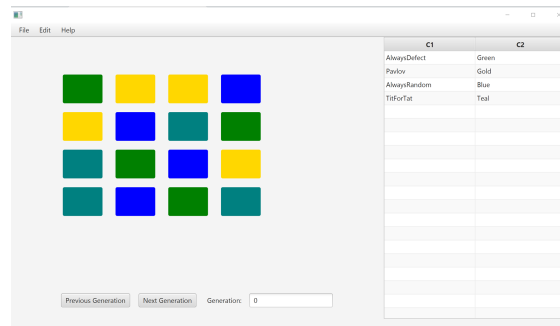 File Edit Help
C1 C2
AlwaysDefect Green
Pavlov Gold
AlwaysRandom Blue
TitForTat Teal
Previous Generation Next Generation Generation: 0